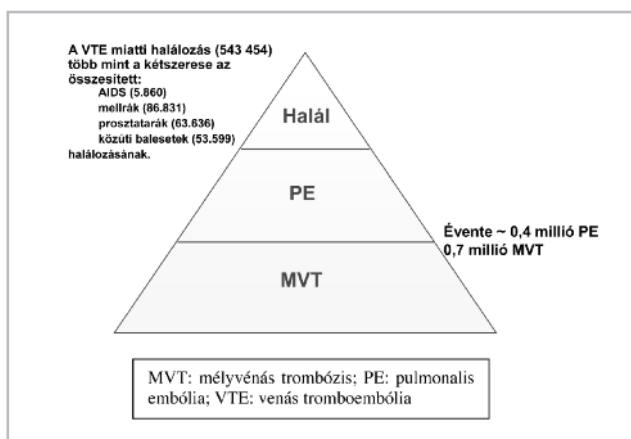 A VTE miatti halálozás (543 454)
több mint a kétszerese az
összesített:
AIDS (5.860)
mellrák (86.831)
prosztatarák (63.636)
közúti balesetek (53.599)
halálozásának.
Halál
PE
Évente ~ 0,4 millió PE
0,7 millió MVT
MVT
MVT: mélyvénás trombózis; PE: pulmonalis
embólia; VTE: venás tromboembólia